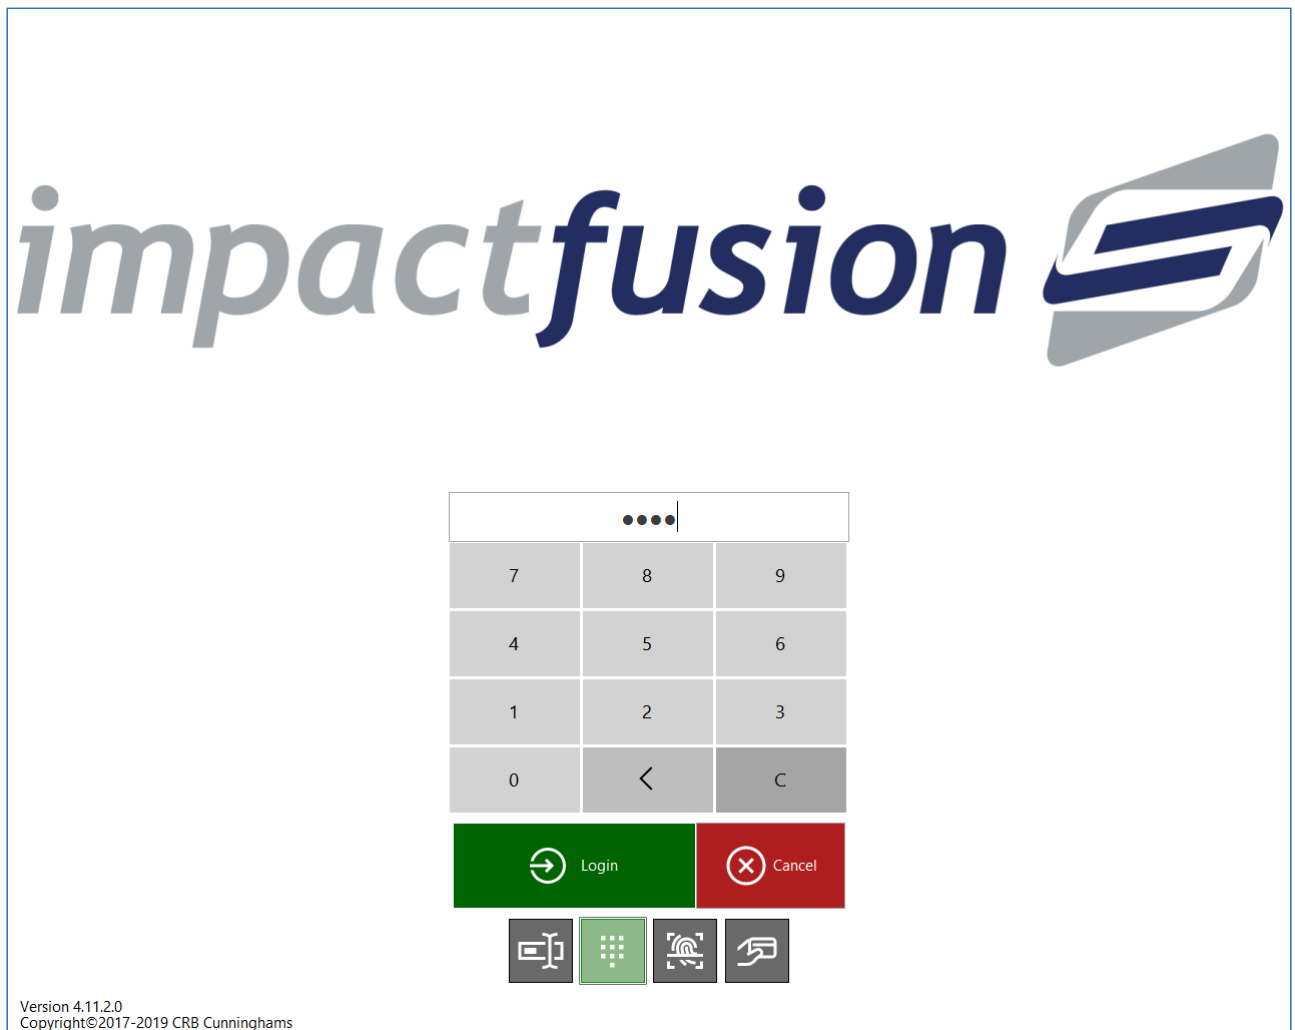 impactfusion
••••
7 8 9
4 5 6
1 2 3
0 < C
Login Cancel
Version 4.11.2.0
Copyright©2017-2019 CRB Cunninghams